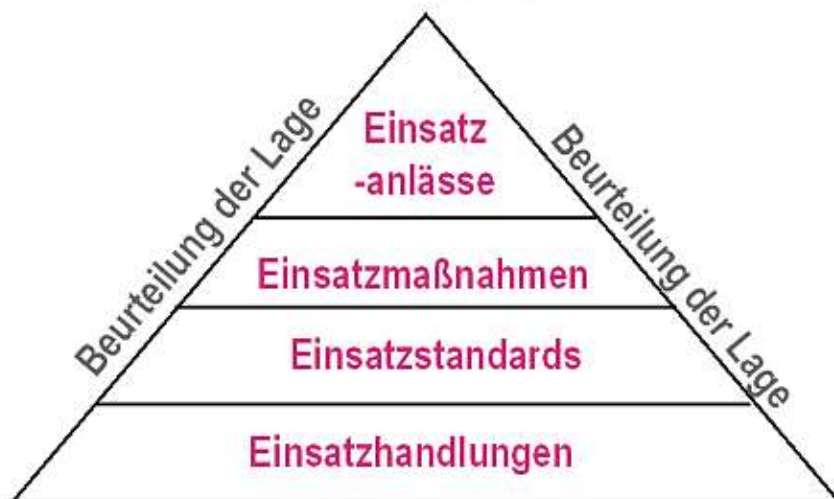 Beurteilung der Lage
Beurteilung der Lage
Einsatz
-anlässe
Einsatzmaßnahmen
Einsatzstandards
Einsatzhandlungen